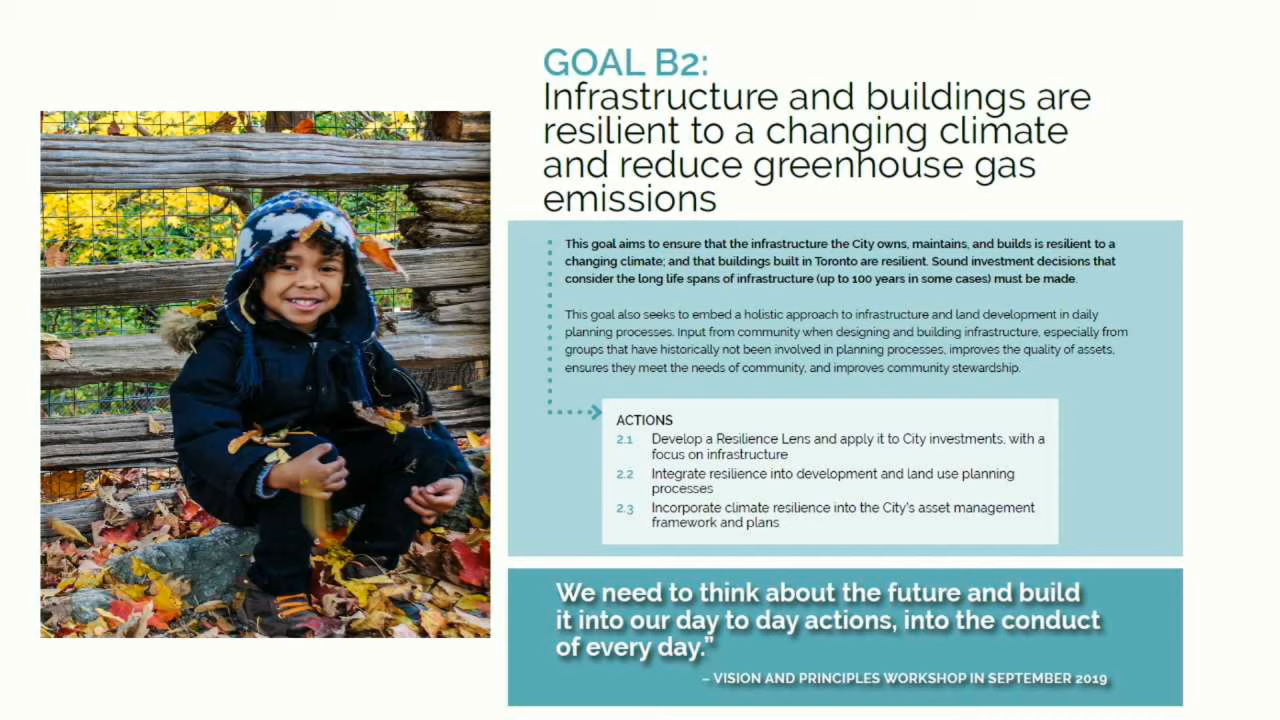 GOAL B2:
Infrastructure and buildings are
resilient to a changing climate
and reduce greenhouse gas
emissions
This goal aims to ensure that the infrastructure the City owns, maintains, and builds is resilient to a
changing climate; and that buildings built in Toronto are resilient. Sound investment decisions that
consider the long life spans of infrastructure (up to 100 years in some cases) must be made.
This goal also seeks to embed a holistic approach to infrastructure and land development in daily
planning processes. Input from community when designing and building infrastructure, especially from
groups that have historically not been involved in planning processes, improves the quality of assets,
ensures they meet the needs of community, and improves community stewardship.
ACTIONS
2.1 Develop a Resilience Lens and apply it to City investments, with a
focus on infrastructure
2.2 Integrate resilience into development and land use planning
processes
2.3 Incorporate climate resilience into the City's asset management
framework and plans
We need to think about the future and build
it into our day to day actions, into the conduct
of every day.”
– VISION AND PRINCIPLES WORKSHOP IN SEPTEMBER 2019